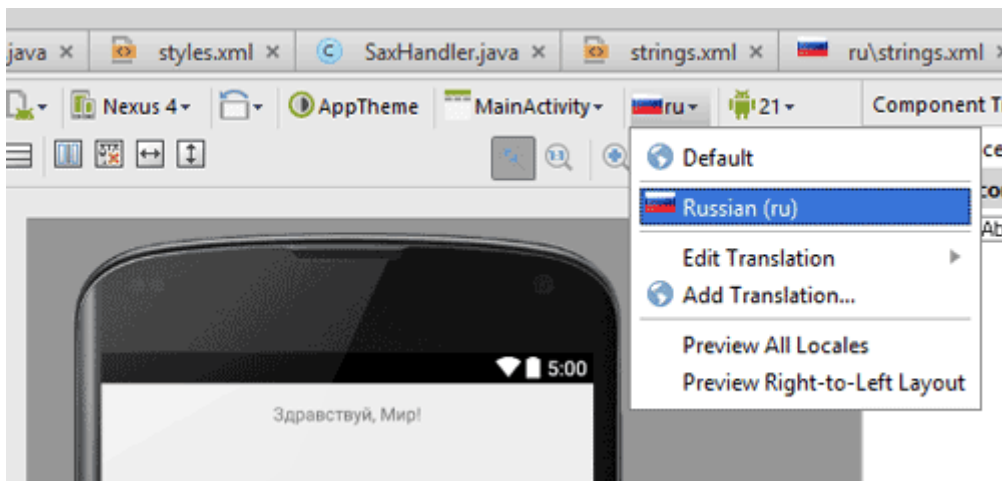 java × styles.xml × SaxHandler.java × strings.xml × ru\strings.xml
Nexus 4 AppTheme MainActivity ru 21 Component T
Default
Russian (ru)
Edit Translation
Add Translation...
Preview All Locales
Preview Right-to-Left Layout
5:00
Здравствуй, Мир!